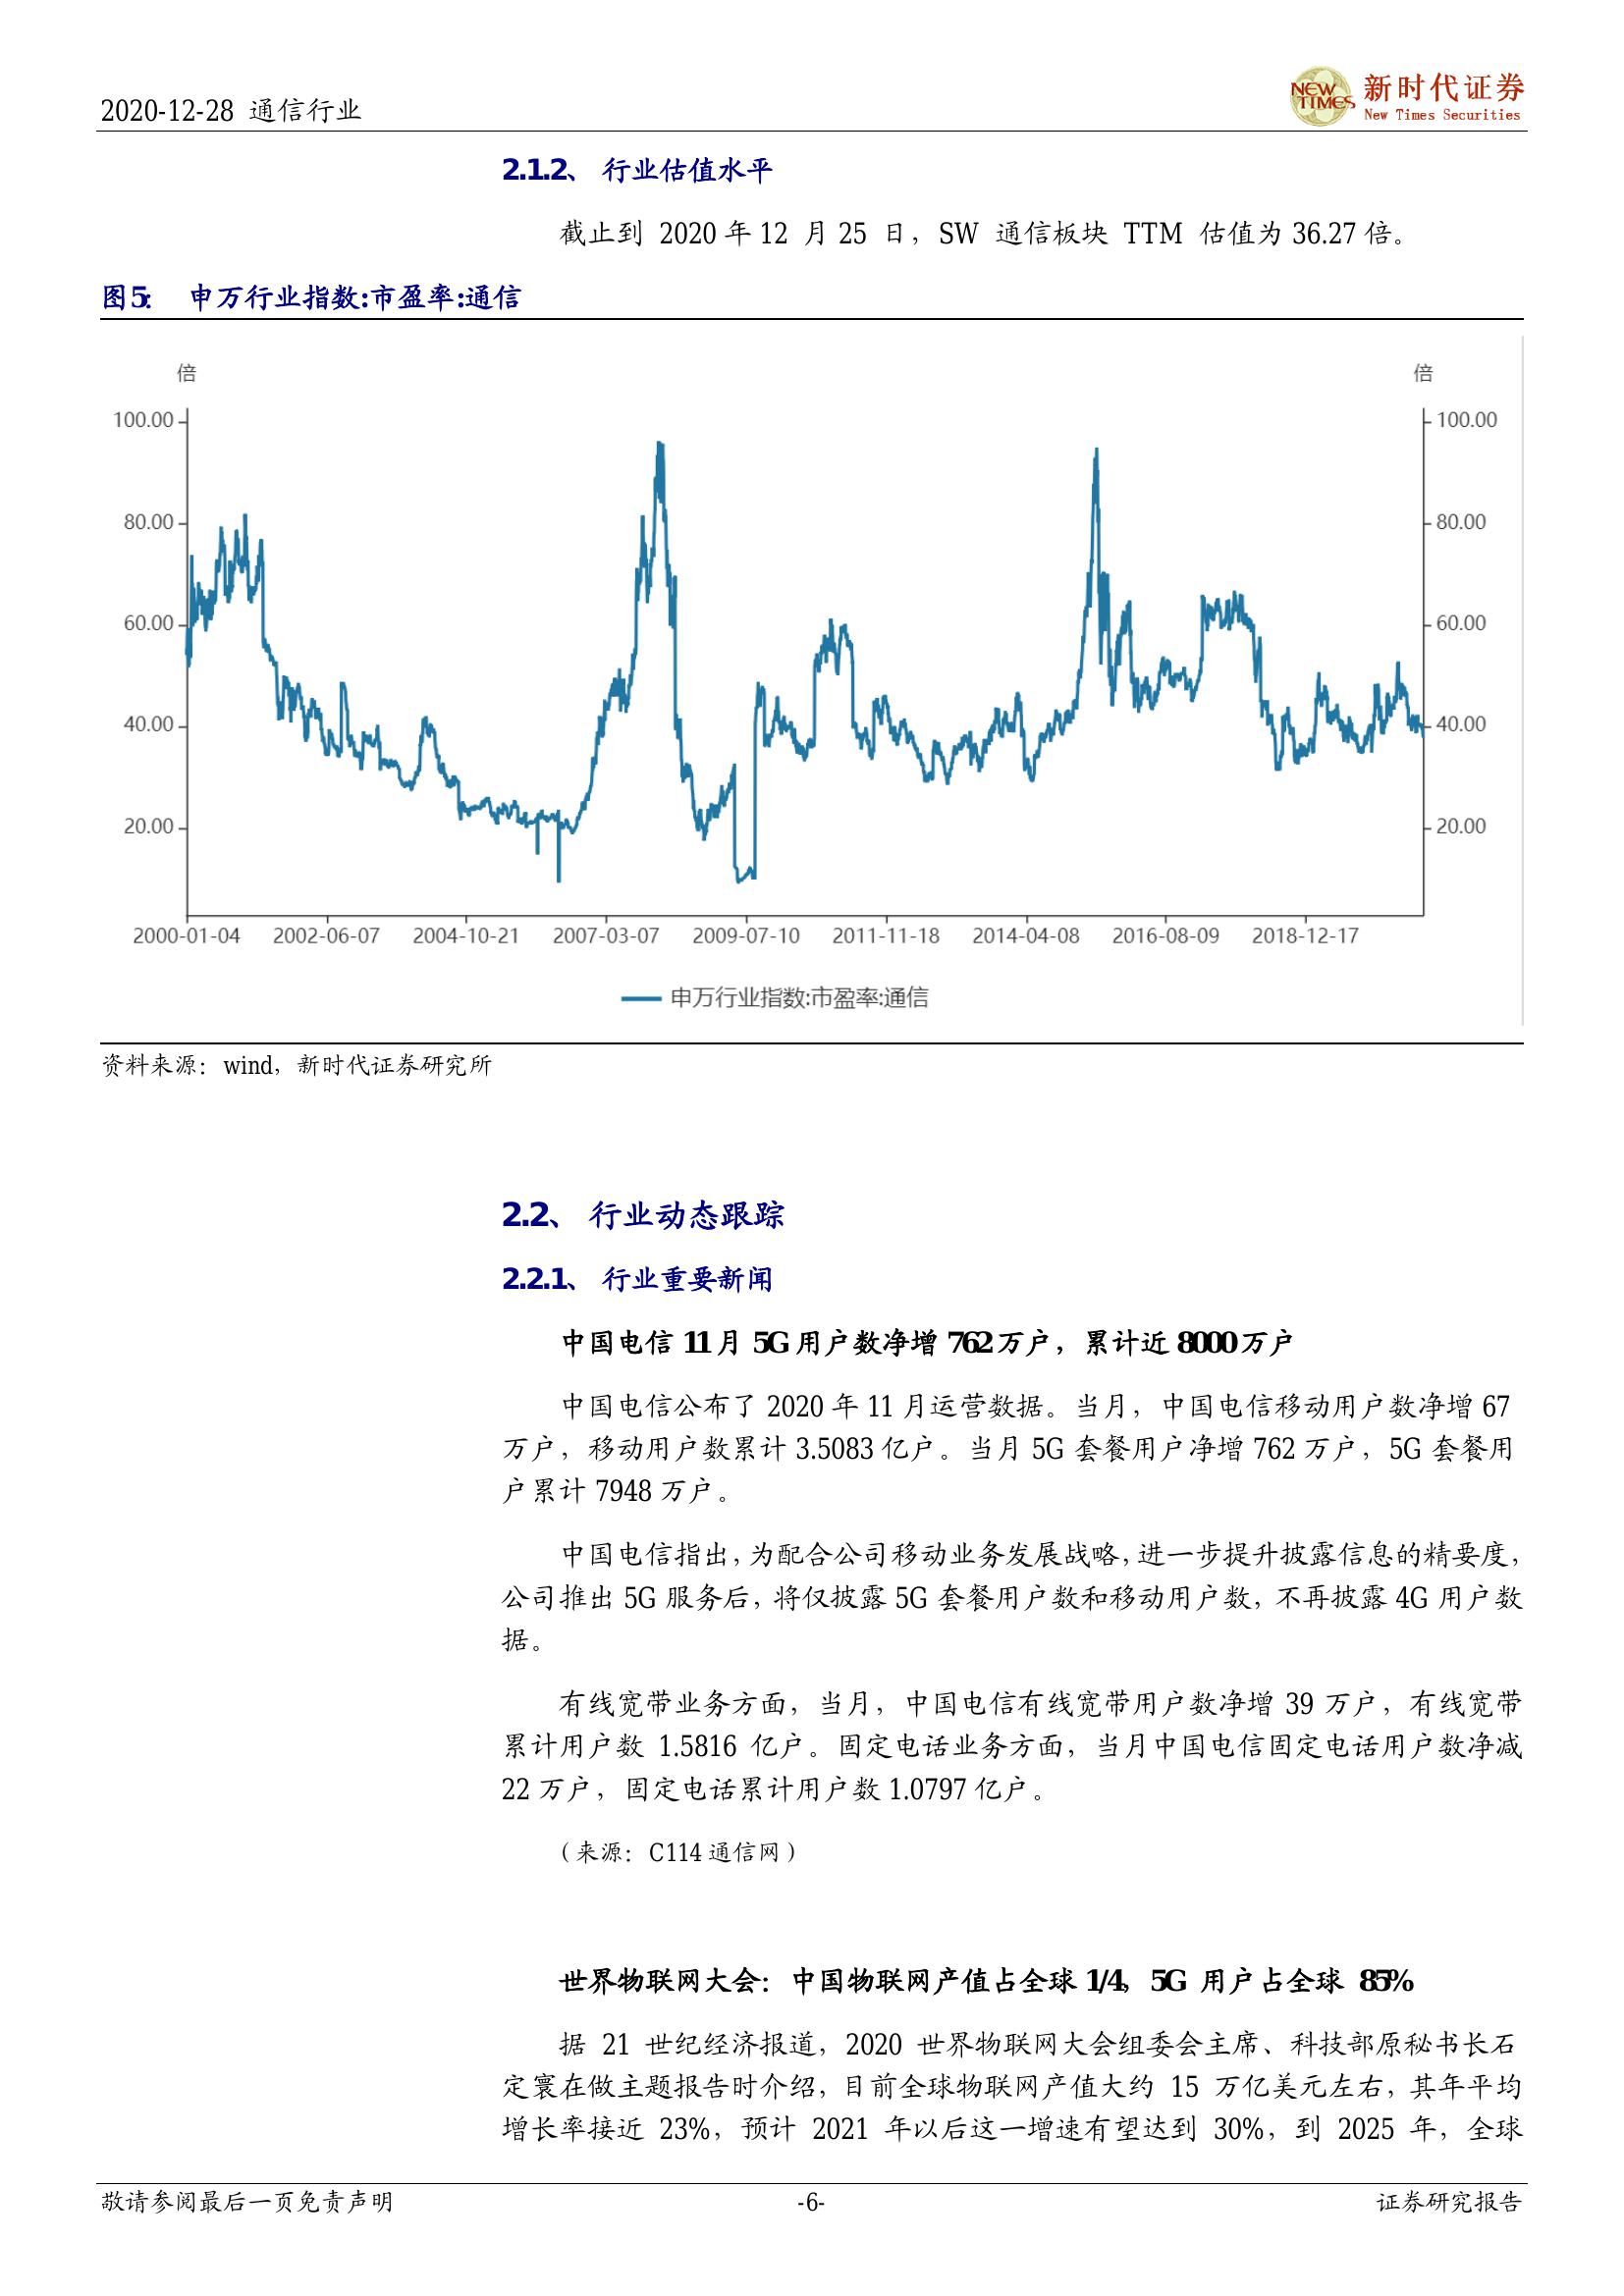 2020-12-28 通信行业
NEW TIMES
新时代证券
New Times Securities
2.1.2、 行业估值水平
截止到 2020 年 12 月 25 日，SW 通信板块 TTM 估值为 36.27 倍。
图5： 申万行业指数:市盈率:通信
倍 倍
100.00 100.00
80.00 80.00
60.00 60.00
40.00 40.00
20.00 20.00
2000-01-04 2002-06-07 2004-10-21 2007-03-07 2009-07-10 2011-11-18 2014-04-08 2016-08-09 2018-12-17
申万行业指数:市盈率:通信
资料来源：wind，新时代证券研究所
2.2、 行业动态跟踪
2.2.1、 行业重要新闻
中国电信 11 月 5G 用户数净增 762 万户，累计近 8000 万户
中国电信公布了 2020 年 11 月运营数据。当月，中国电信移动用户数净增 67
万户，移动用户数累计 3.5083 亿户。当月 5G 套餐用户净增 762 万户，5G 套餐用
户累计 7948 万户。
中国电信指出，为配合公司移动业务发展战略，进一步提升披露信息的精要度，
公司推出 5G 服务后，将仅披露 5G 套餐用户数和移动用户数，不再披露 4G 用户数
据。
有线宽带业务方面，当月，中国电信有线宽带用户数净增 39 万户，有线宽带
累计用户数 1.5816 亿户。固定电话业务方面，当月中国电信固定电话用户数净减
22 万户，固定电话累计用户数 1.0797 亿户。
（来源：C114 通信网）
世界物联网大会：中国物联网产值占全球 1/4，5G 用户占全球 85%
据 21 世纪经济报道，2020 世界物联网大会组委会主席、科技部原秘书长石
定寰在做主题报告时介绍，目前全球物联网产值大约 15 万亿美元左右，其年平均
增长率接近 23%，预计 2021 年以后这一增速有望达到 30%，到 2025 年，全球
敬请参阅最后一页免责声明 -6- 证券研究报告